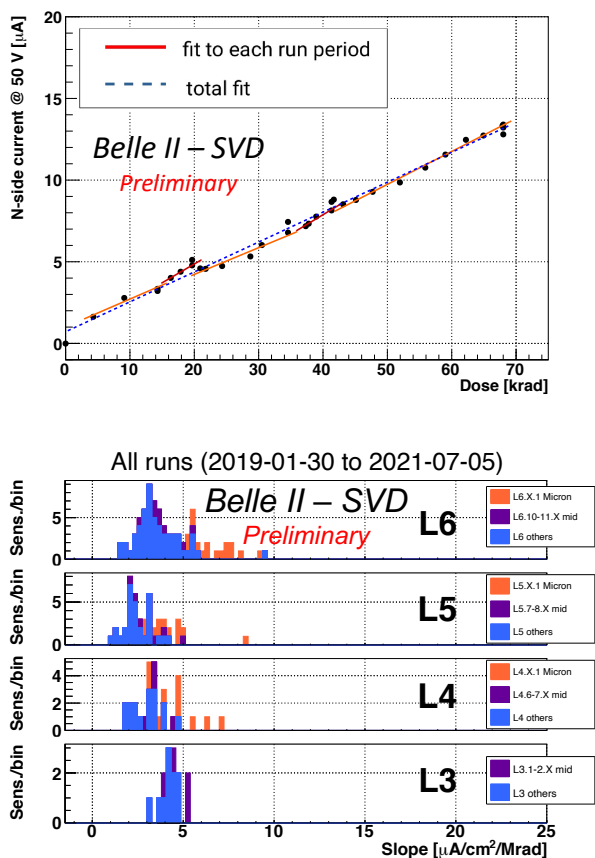 20
15
10
5
0
N-side current @ 50 V [μA]
fit to each run period
total fit
Belle II – SVD
Preliminary
0 10 20 30 40 50 60 70
Dose [krad]
All runs (2019-01-30 to 2021-07-05)
Sens./bin
5
0
Belle II – SVD
Preliminary
L6
L6.X.1 Micron
L6.10-11.X mid
L6 others
Sens./bin
5
0
L5
L5.X.1 Micron
L5.7-8.X mid
L5 others
Sens./bin
4
2
0
L4
L4.X.1 Micron
L4.6-7.X mid
L4 others
Sens./bin
2
0
L3
L3.1-2.X mid
L3 others
0 5 10 15 20 25
Slope [μA/cm²/Mrad]